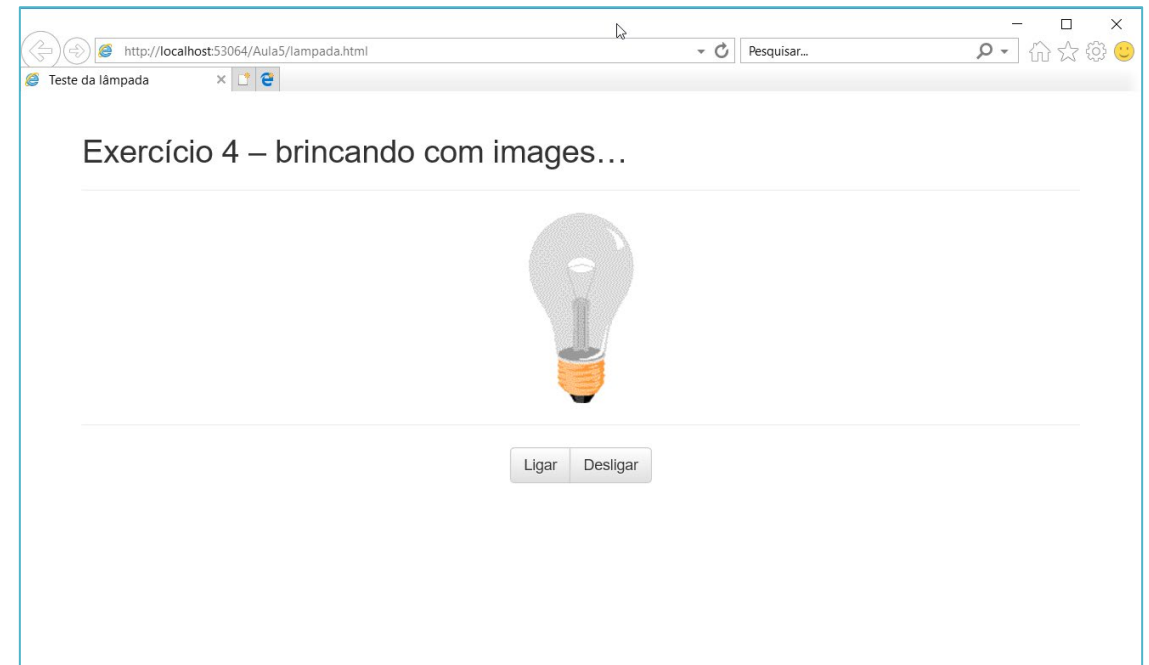 http://localhost:53064/Aula5/lampada.html
Pesquisar...
Teste da lâmpada
Exercício 4 – brincando com images…
Ligar
Desligar